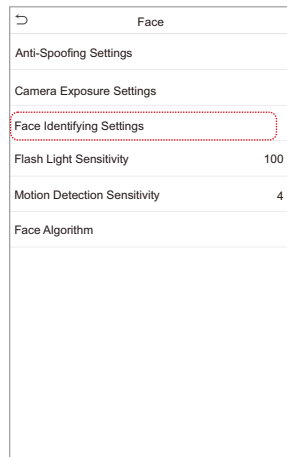 Face
Anti-Spoofing Settings
Camera Exposure Settings
Face Identifying Settings
Flash Light Sensitivity 100
Motion Detection Sensitivity 4
Face Algorithm